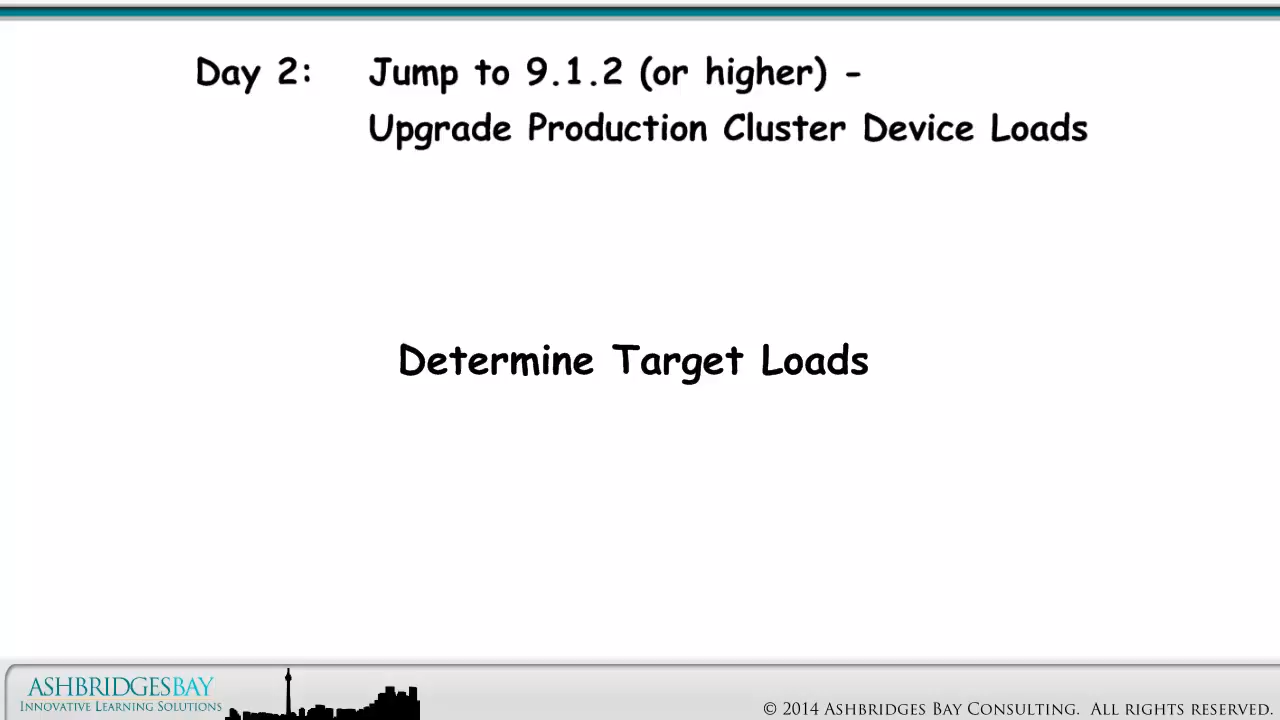 Day 2: Jump to 9.1.2 (or higher) -
Upgrade Production Cluster Device Loads
Determine Target Loads
ASHBRIDGESBAY
INNOVATIVE LEARNING SOLUTIONS
© 2014 ASHBRIDGES BAY CONSULTING. ALL RIGHTS RESERVED.